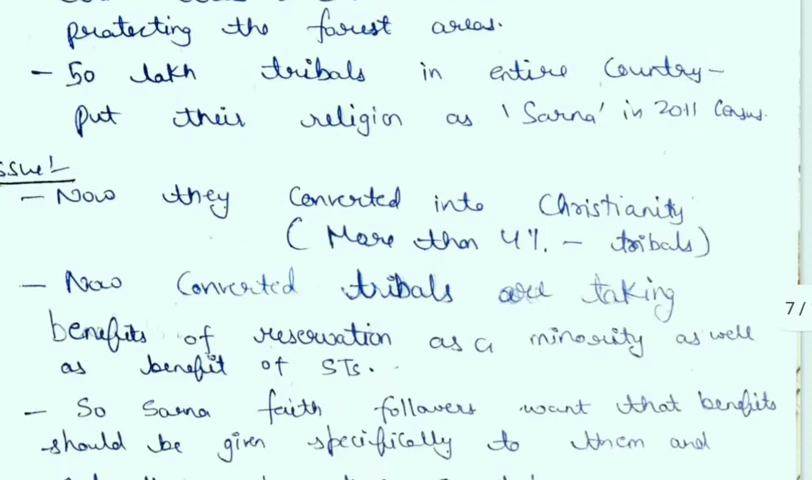 protecting the forest areas.
- 50 lakh tribals in entire Country -
put their religion as 'Sarna' in 2011 Census.
ssue :-
- Now they Converted into Christianity
( More than 4% - tribals )
- Now Converted tribals are taking
benefits of reservation as a minority as well
as benefit of STs.
7/
- So Sarna faith followers want that benefits
should be given specifically to them and